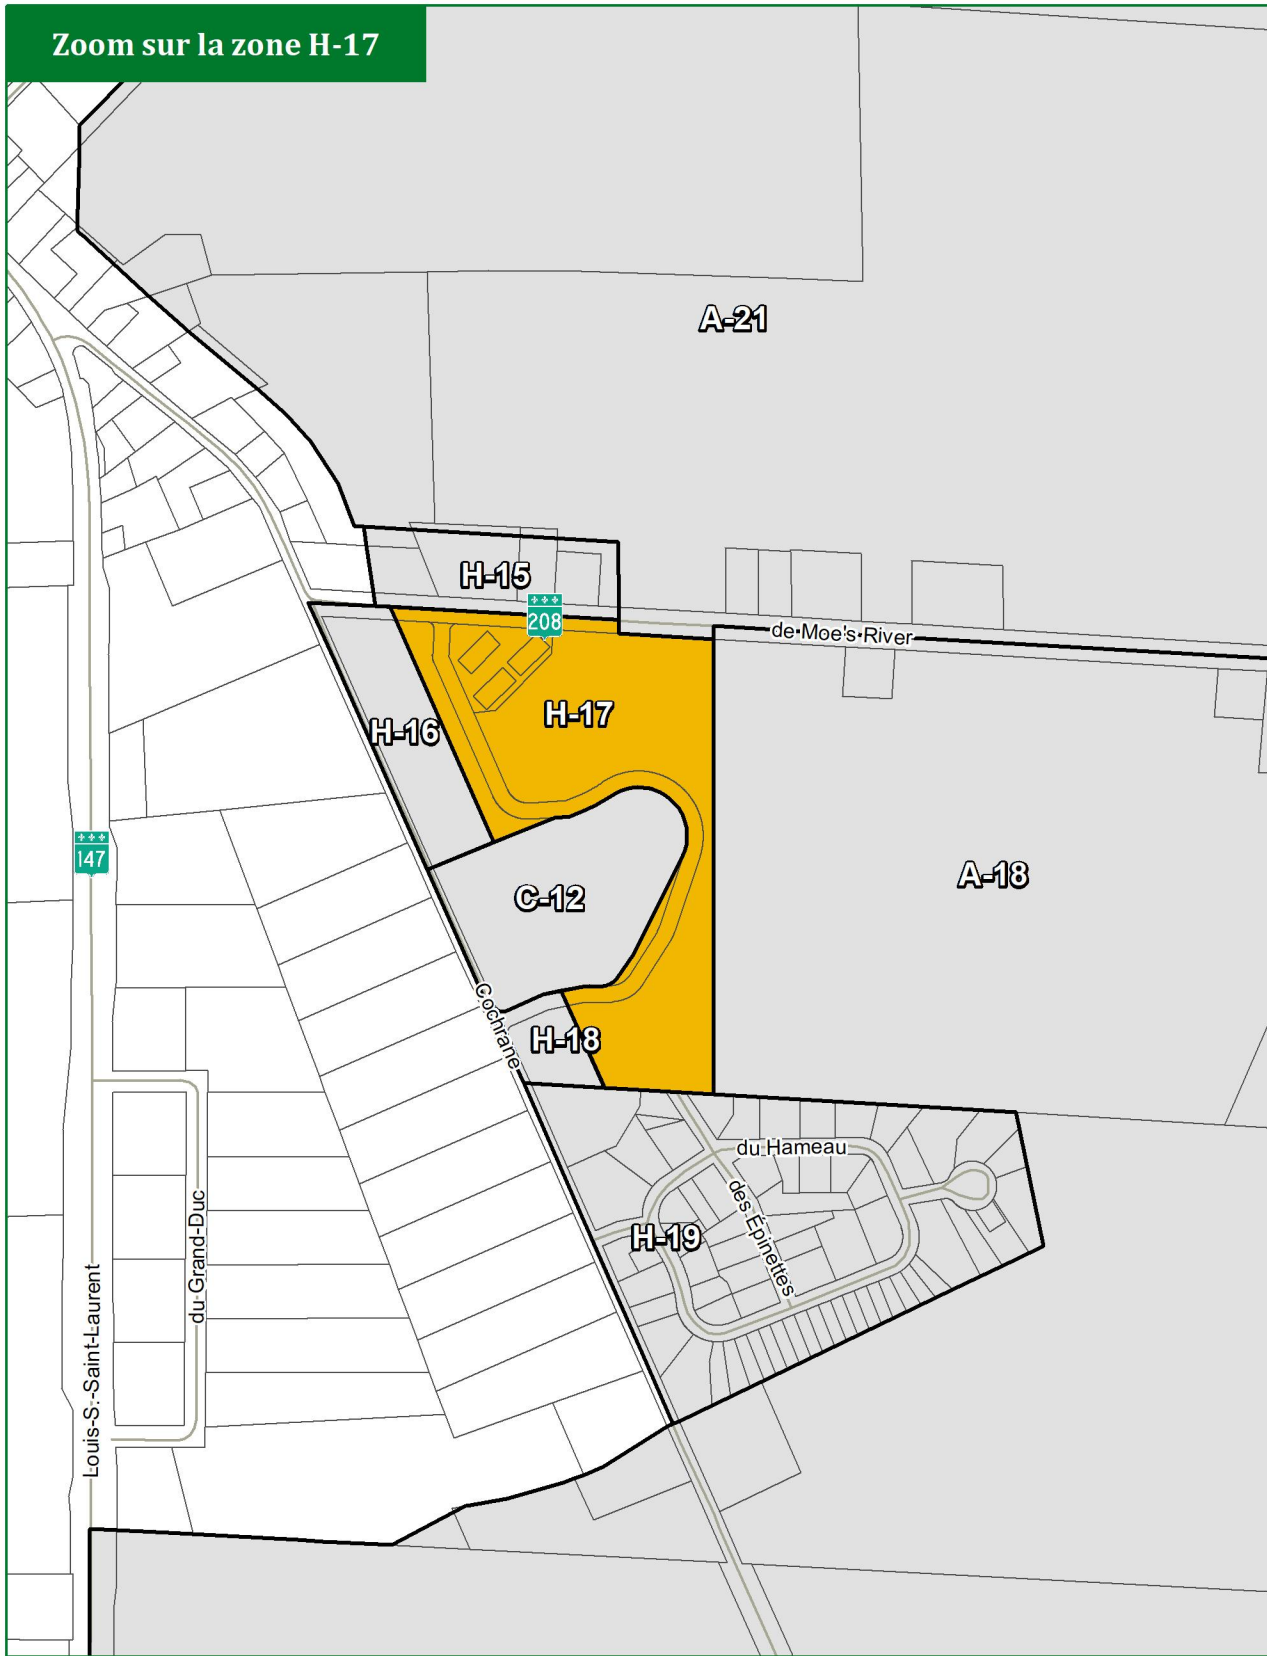 Zoom sur la zone H-17
A-21
H-15
208
de Moe's River
H-17
H-16
147
A-18
C-12
Cochrane
H-18
du Hameau
des Épinettes
du Grand-Duc
H-19
Louis-S.-Saint-Laurent